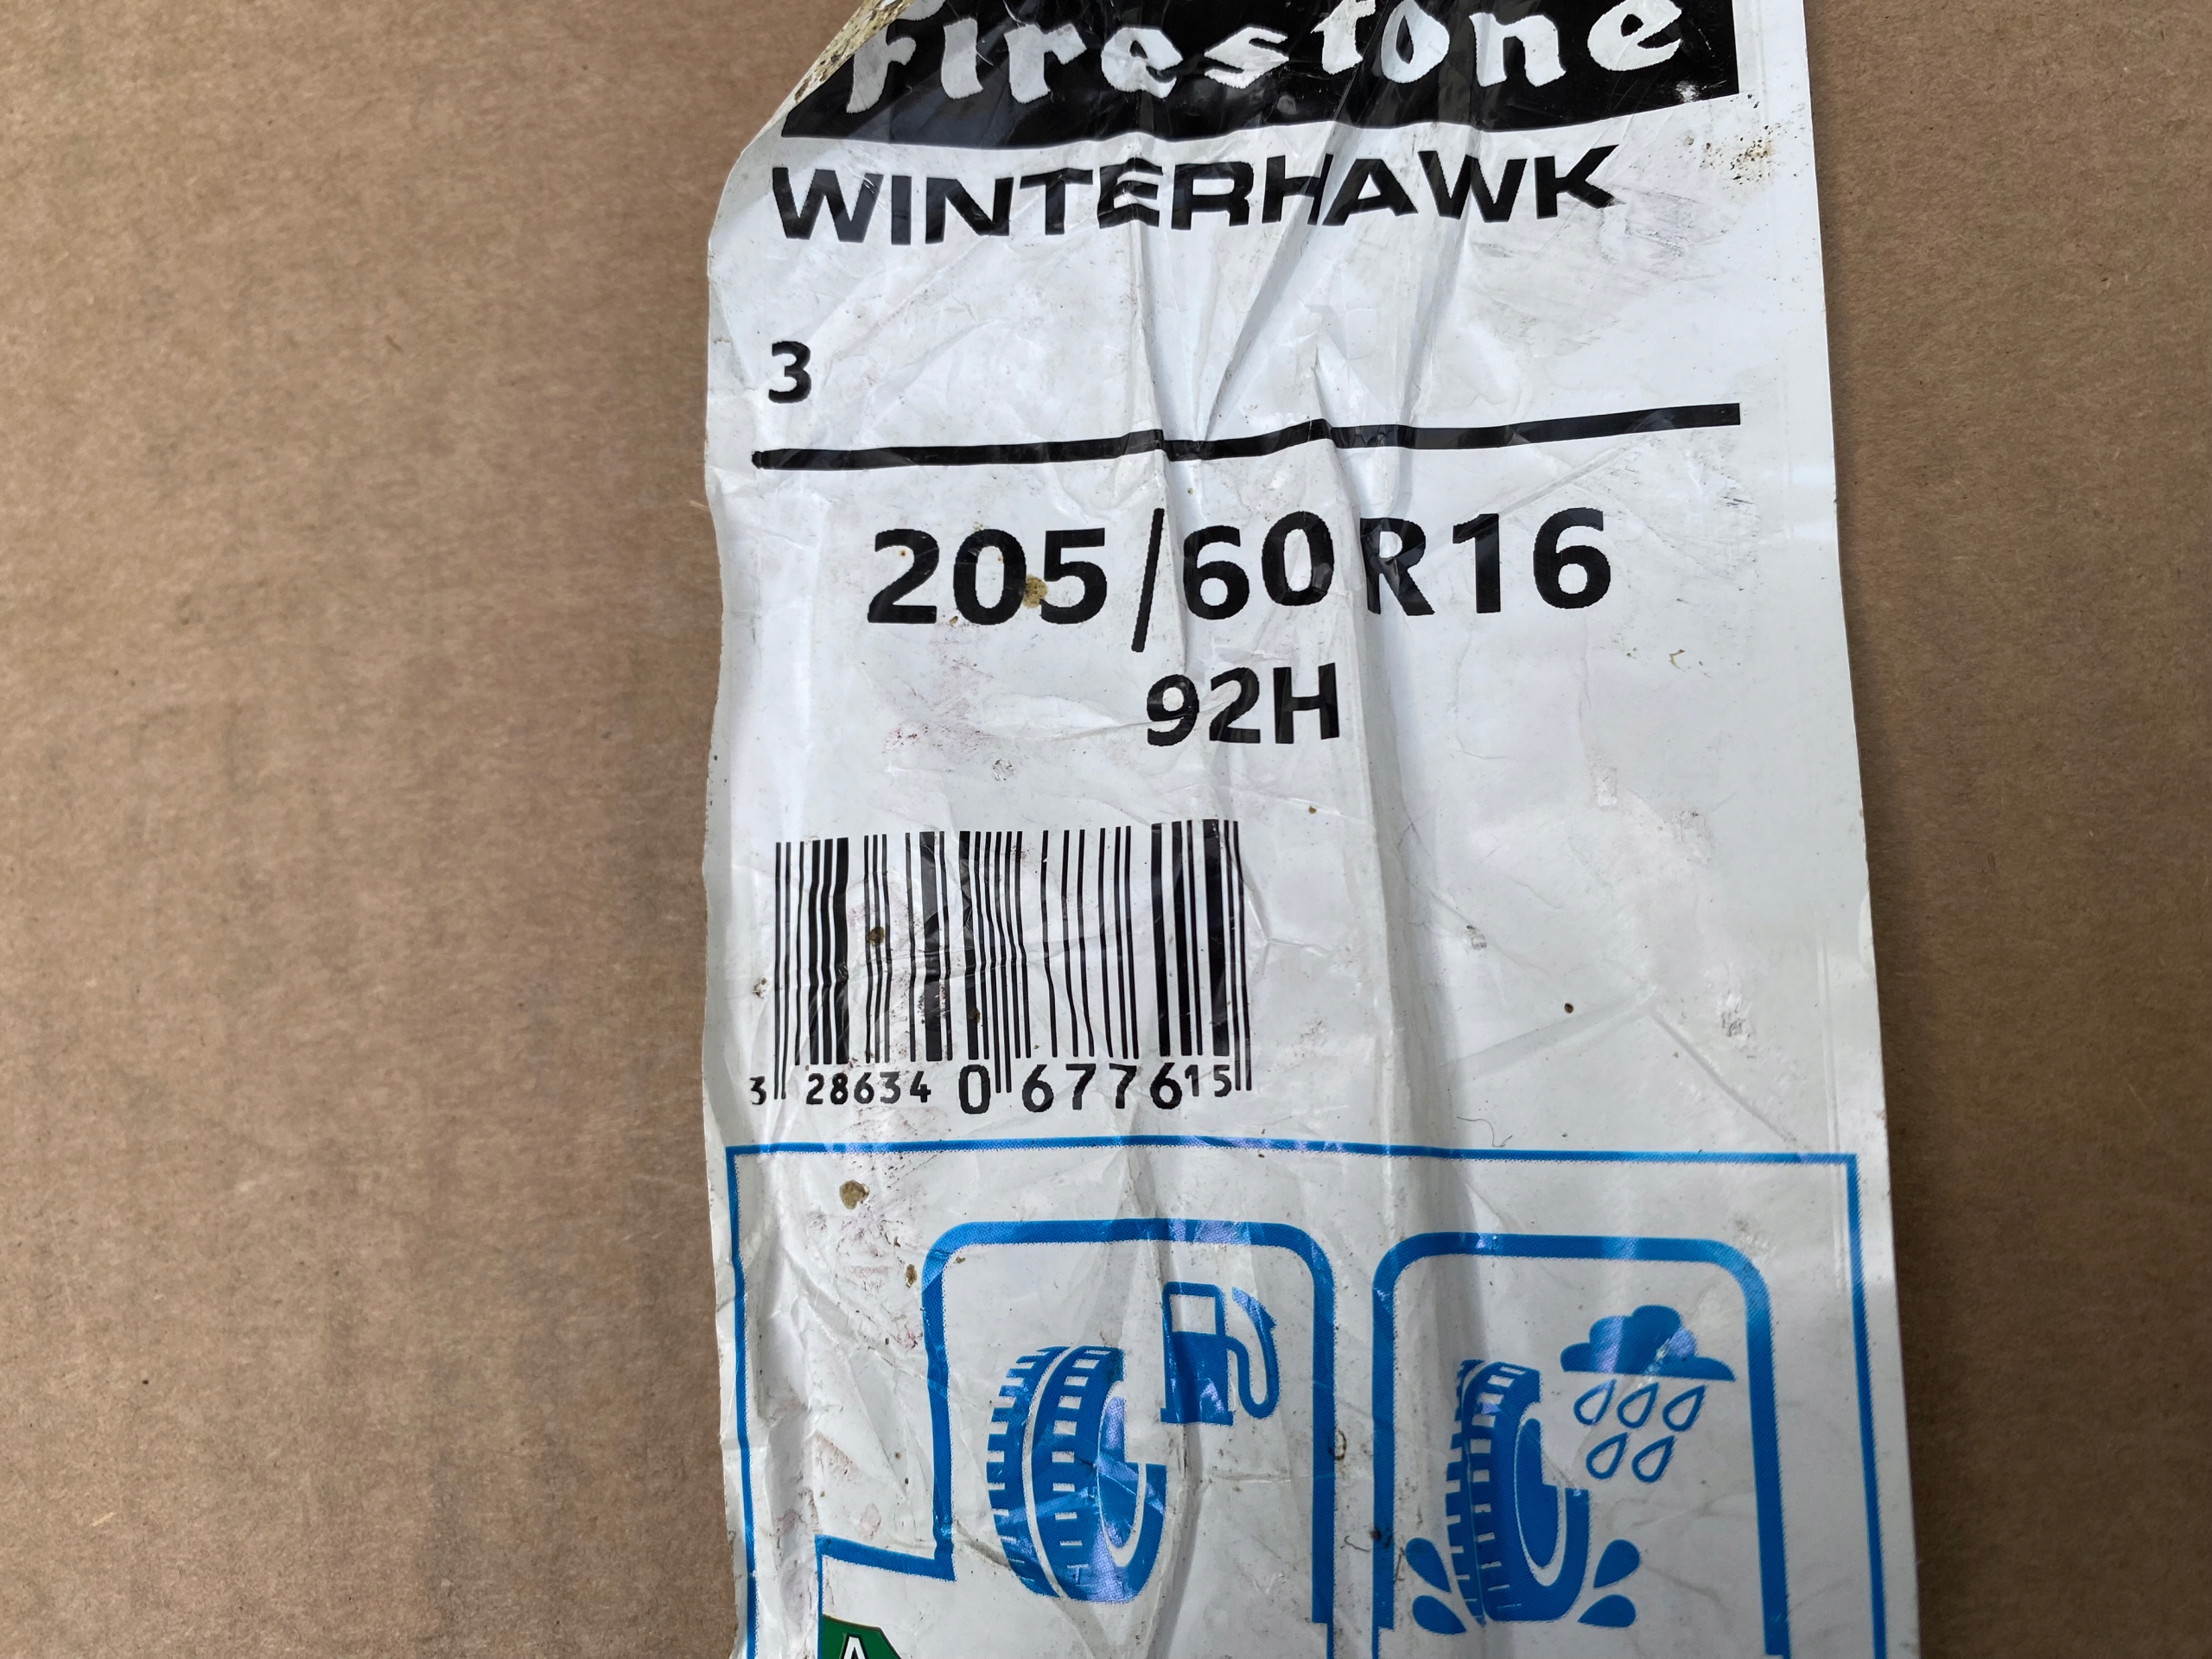 Firestone
WINTERHAWK
3
205/60R16
92H
3 286340 677615
A